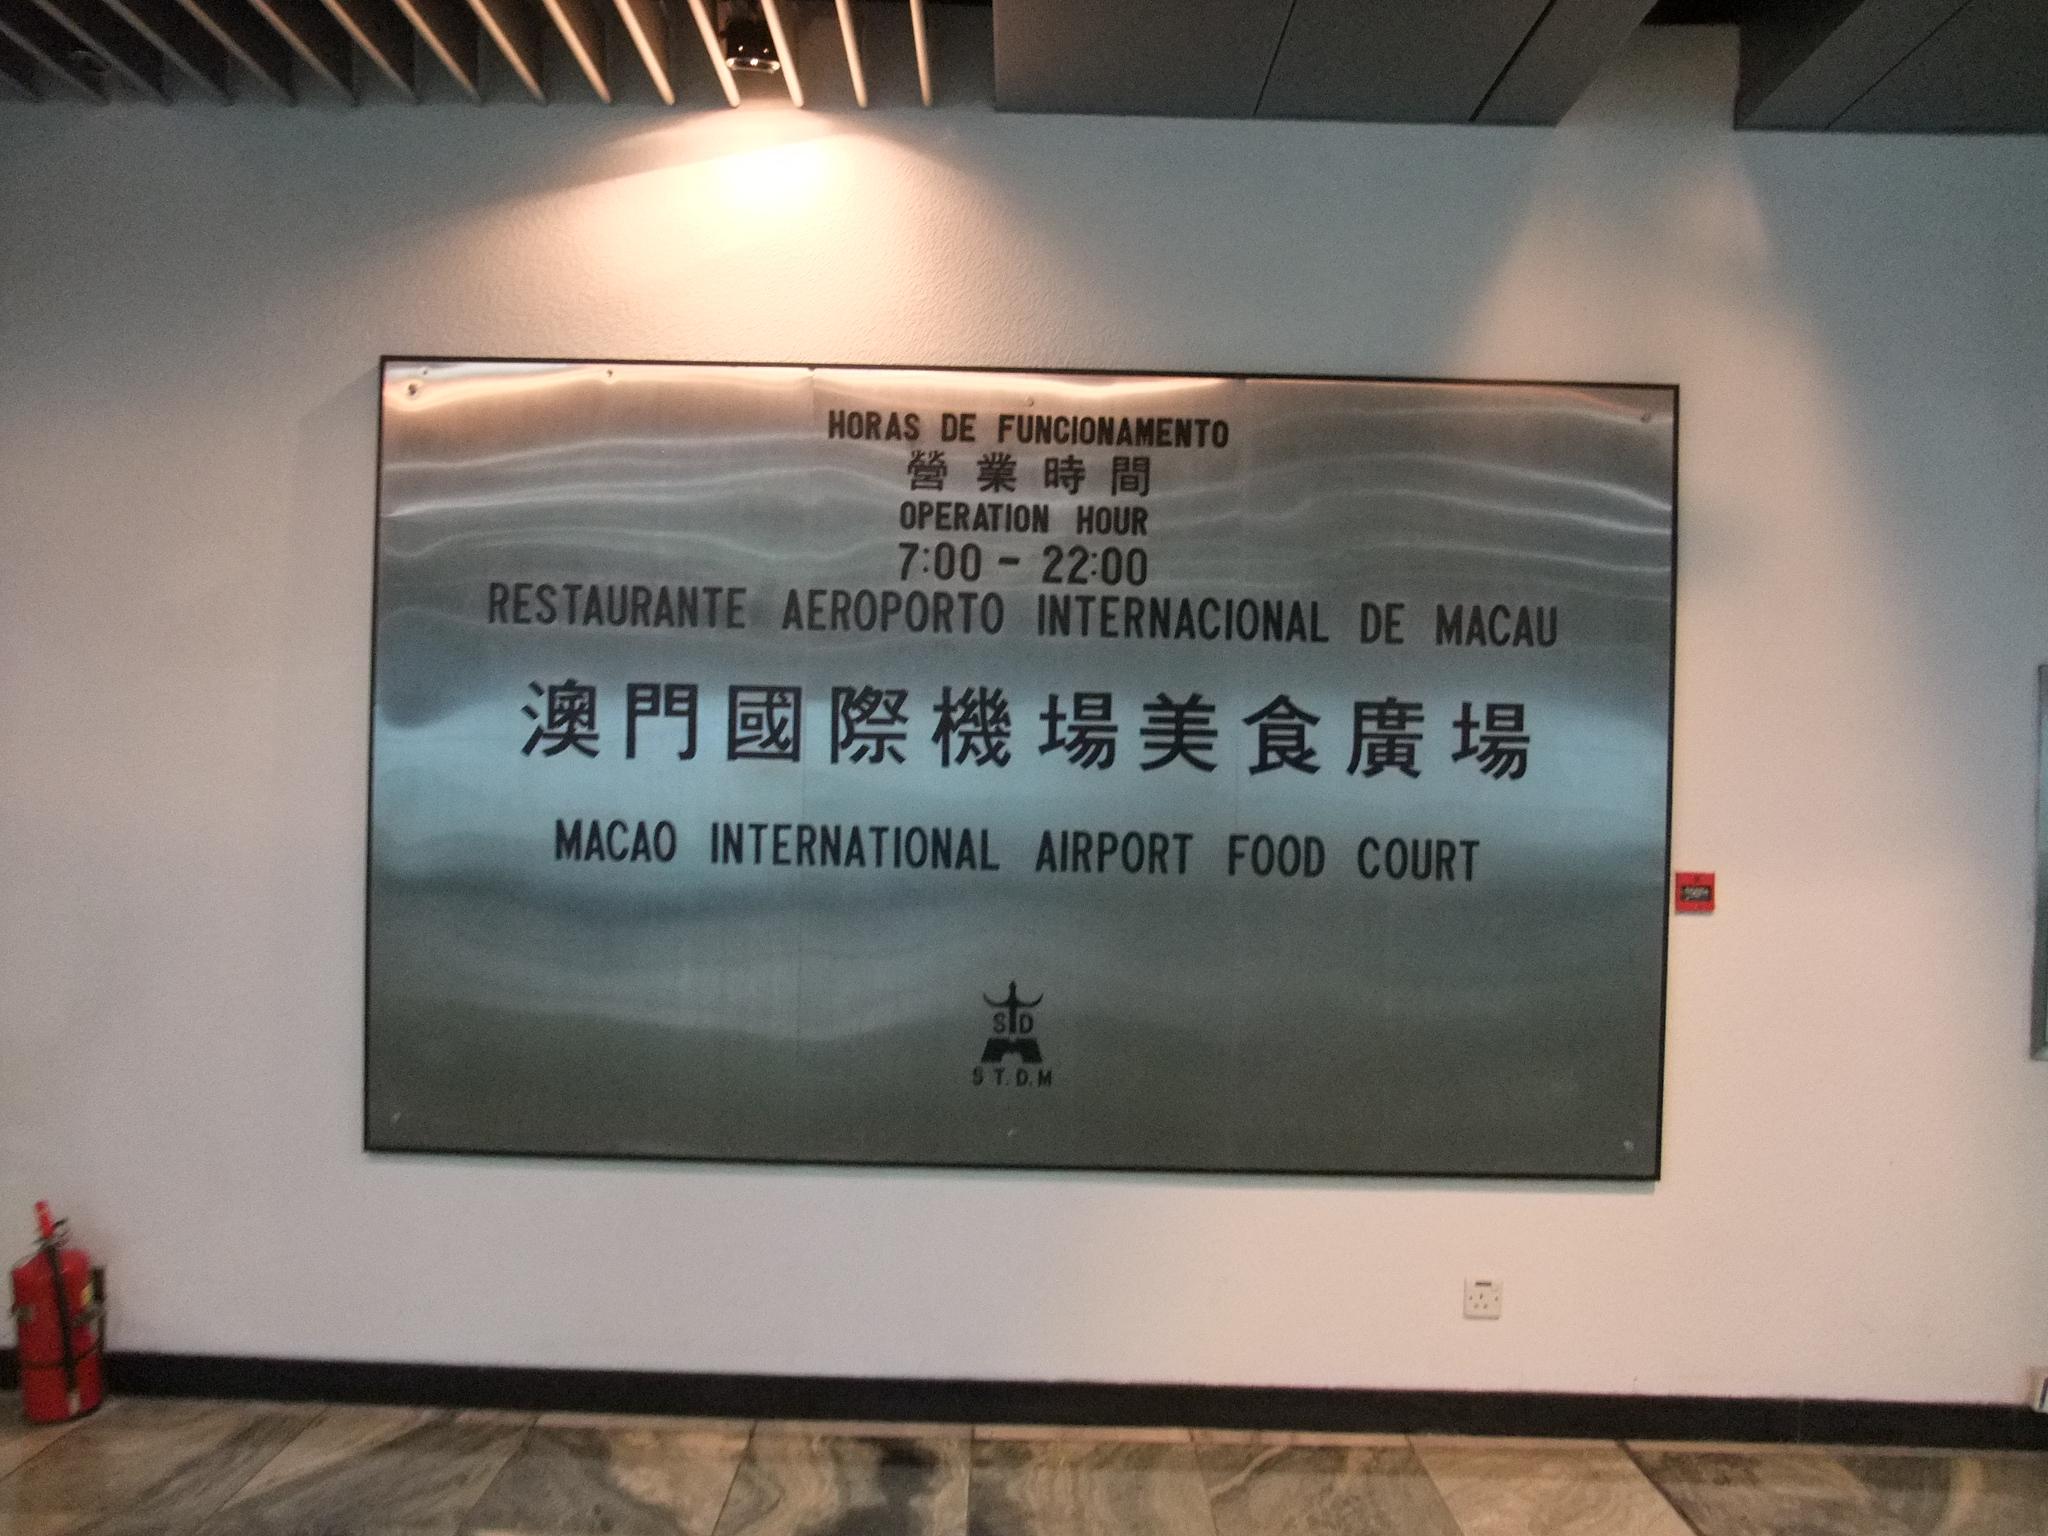 HORAS DE FUNCIONAMENTO
營業時間
OPERATION HOUR
7:00 - 22:00
RESTAURANTE AEROPORTO INTERNACIONAL DE MACAU
澳門國際機場美食廣場
MACAO INTERNATIONAL AIRPORT FOOD COURT
STD
S.T.D.M